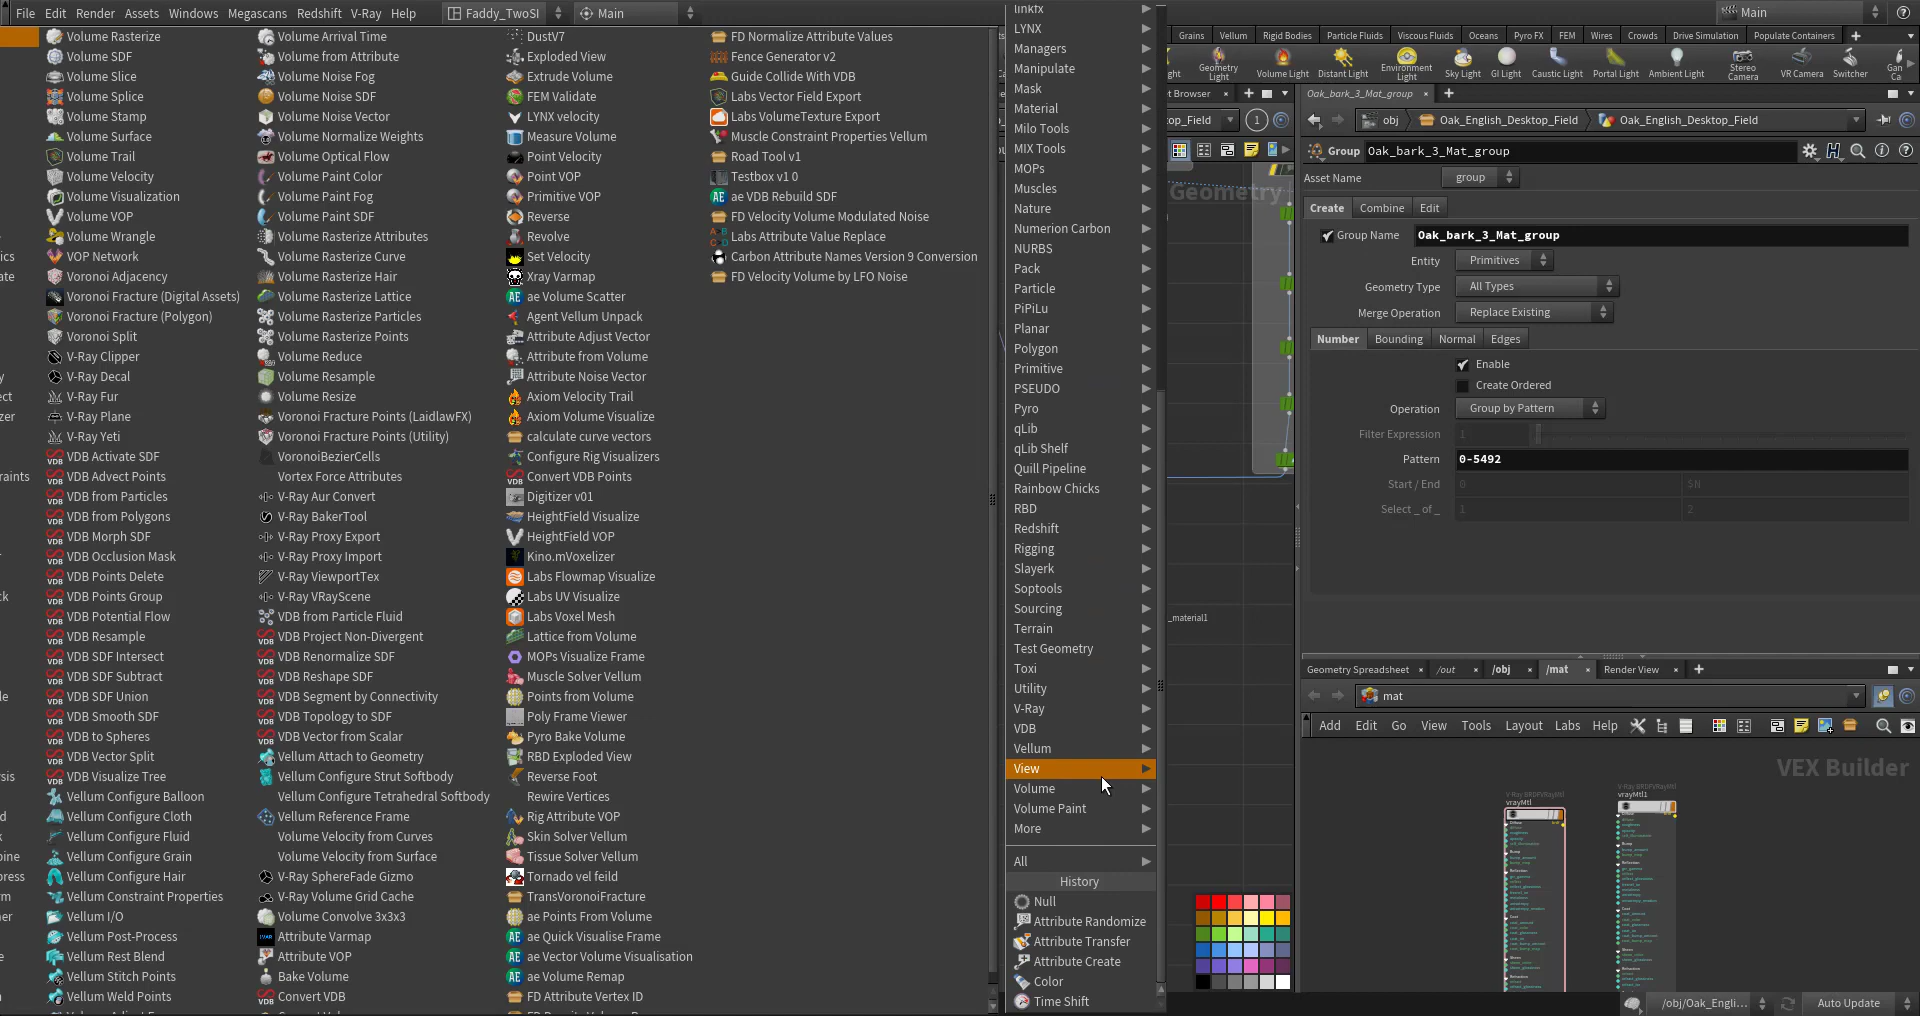 File Edit Render Assets Windows Megascans Redshift V-Ray Help Faddy_TwoSI Main
Main
Volume Rasterize
Volume SDF
Volume Slice
Volume Splice
Volume Stamp
Volume Surface
Volume Trail
Volume Velocity
Volume Visualization
Volume VOP
Volume Wrangle
VOP Network
Voronoi Adjacency
Voronoi Fracture (Digital Assets)
Voronoi Fracture (Polygon)
Voronoi Split
V-Ray Clipper
V-Ray Decal
V-Ray Fur
V-Ray Plane
V-Ray Yeti
VDB Activate SDF
VDB Advect Points
VDB from Particles
VDB from Polygons
VDB Morph SDF
VDB Occlusion Mask
VDB Points Delete
VDB Points Group
VDB Potential Flow
VDB Resample
VDB SDF Intersect
VDB SDF Subtract
VDB SDF Union
VDB Smooth SDF
VDB to Spheres
VDB Vector Split
VDB Visualize Tree
Vellum Configure Balloon
Vellum Configure Cloth
Vellum Configure Fluid
Vellum Configure Grain
Vellum Configure Hair
Vellum Constraint Properties
Vellum I/O
Vellum Post-Process
Vellum Rest Blend
Vellum Stitch Points
Vellum Weld Points
Volume Arrival Time
Volume from Attribute
Volume Noise Fog
Volume Noise SDF
Volume Noise Vector
Volume Normalize Weights
Volume Optical Flow
Volume Paint Color
Volume Paint Fog
Volume Paint SDF
Volume Rasterize Attributes
Volume Rasterize Curve
Volume Rasterize Hair
Volume Rasterize Lattice
Volume Rasterize Particles
Volume Rasterize Points
Volume Reduce
Volume Resample
Volume Resize
Voronoi Fracture Points (LaidlawFX)
Voronoi Fracture Points (Utility)
VoronoiBezierCells
Vortex Force Attributes
V-Ray Aur Convert
V-Ray BakerTool
V-Ray Proxy Export
V-Ray Proxy Import
V-Ray ViewportTex
V-Ray VRayScene
VDB from Particle Fluid
VDB Project Non-Divergent
VDB Renormalize SDF
VDB Reshape SDF
VDB Segment by Connectivity
VDB Topology to SDF
VDB Vector from Scalar
Vellum Attach to Geometry
Vellum Configure Strut Softbody
Vellum Configure Tetrahedral Softbody
Vellum Reference Frame
Volume Velocity from Curves
Volume Velocity from Surface
V-Ray SphereFade Gizmo
V-Ray Volume Grid Cache
Volume Convolve 3x3x3
Attribute Varmap
Attribute VOP
Bake Volume
Convert VDB
DustV7
Exploded View
Extrude Volume
FEM Validate
LYNX velocity
Measure Volume
Point Velocity
Point VOP
Primitive VOP
Reverse
Revolve
Set Velocity
Xray Varmap
ae Volume Scatter
Agent Vellum Unpack
Attribute Adjust Vector
Attribute from Volume
Attribute Noise Vector
Axiom Velocity Trail
Axiom Volume Visualize
calculate curve vectors
Configure Rig Visualizers
Convert VDB Points
Digitizer v01
HeightField Visualize
HeightField VOP
Kino.mVoxelizer
Labs Flowmap Visualize
Labs UV Visualize
Labs Voxel Mesh
Lattice from Volume
MOPs Visualize Frame
Muscle Solver Vellum
Points from Volume
Poly Frame Viewer
Pyro Bake Volume
RBD Exploded View
Reverse Foot
Rewire Vertices
Rig Attribute VOP
Skin Solver Vellum
Tissue Solver Vellum
Tornado vel feild
TransVoronoiFracture
ae Points From Volume
ae Quick Visualise Frame
ae Vector Volume Visualisation
ae Volume Remap
FD Attribute Vertex ID
FD Normalize Attribute Values
Fence Generator v2
Guide Collide With VDB
Labs Vector Field Export
Labs VolumeTexture Export
Muscle Constraint Properties Vellum
Road Tool v1
Testbox v1 0
ae VDB Rebuild SDF
FD Velocity Volume Modulated Noise
Labs Attribute Value Replace
Carbon Attribute Names Version 9 Conversion
FD Velocity Volume by LFO Noise
linkfx
LYNX
Managers
Manipulate
Mask
Material
Milo Tools
MIX Tools
MOPs
Muscles
Nature
Numerion Carbon
NURBS
Pack
Particle
PiPiLu
Planar
Polygon
Primitive
PSEUDO
Pyro
qLib
qLib Shelf
Quill Pipeline
Rainbow Chicks
RBD
Redshift
Rigging
Slayerk
Soptools
Sourcing
Terrain
Test Geometry
Toxi
Utility
V-Ray
VDB
Vellum
View
Volume
Volume Paint
More
All
History
Null
Attribute Randomize
Attribute Transfer
Attribute Create
Color
Time Shift
Grains Vellum Rigid Bodies Particle Fluids Viscous Fluids Oceans Pyro FX FEM Wires Crowds Drive Simulation Populate Containers
Geometry Light Volume Light Distant Light Environment Light Sky Light GI Light Caustic Light Portal Light Ambient Light Stereo Camera VR Camera Switcher Gan Ca
Browser
Oak_bark_3_Mat_group
top_Field 1
obj Oak_English_Desktop_Field Oak_English_Desktop_Field
Geometry
_material1
Group Oak_bark_3_Mat_group
Asset Name group
Create Combine Edit
Group Name Oak_bark_3_Mat_group
Entity Primitives
Geometry Type All Types
Merge Operation Replace Existing
Number Bounding Normal Edges
Enable
Create Ordered
Operation Group by Pattern
Filter Expression 1
Pattern 0-5492
Start / End 0 $N
Select _ of _ 1 2
Geometry Spreadsheet /out /obj /mat Render View
mat
Add Edit Go View Tools Layout Labs Help
VEX Builder
vrayMtl
vrayMtl1
/obj/Oak_Engli... Auto Update